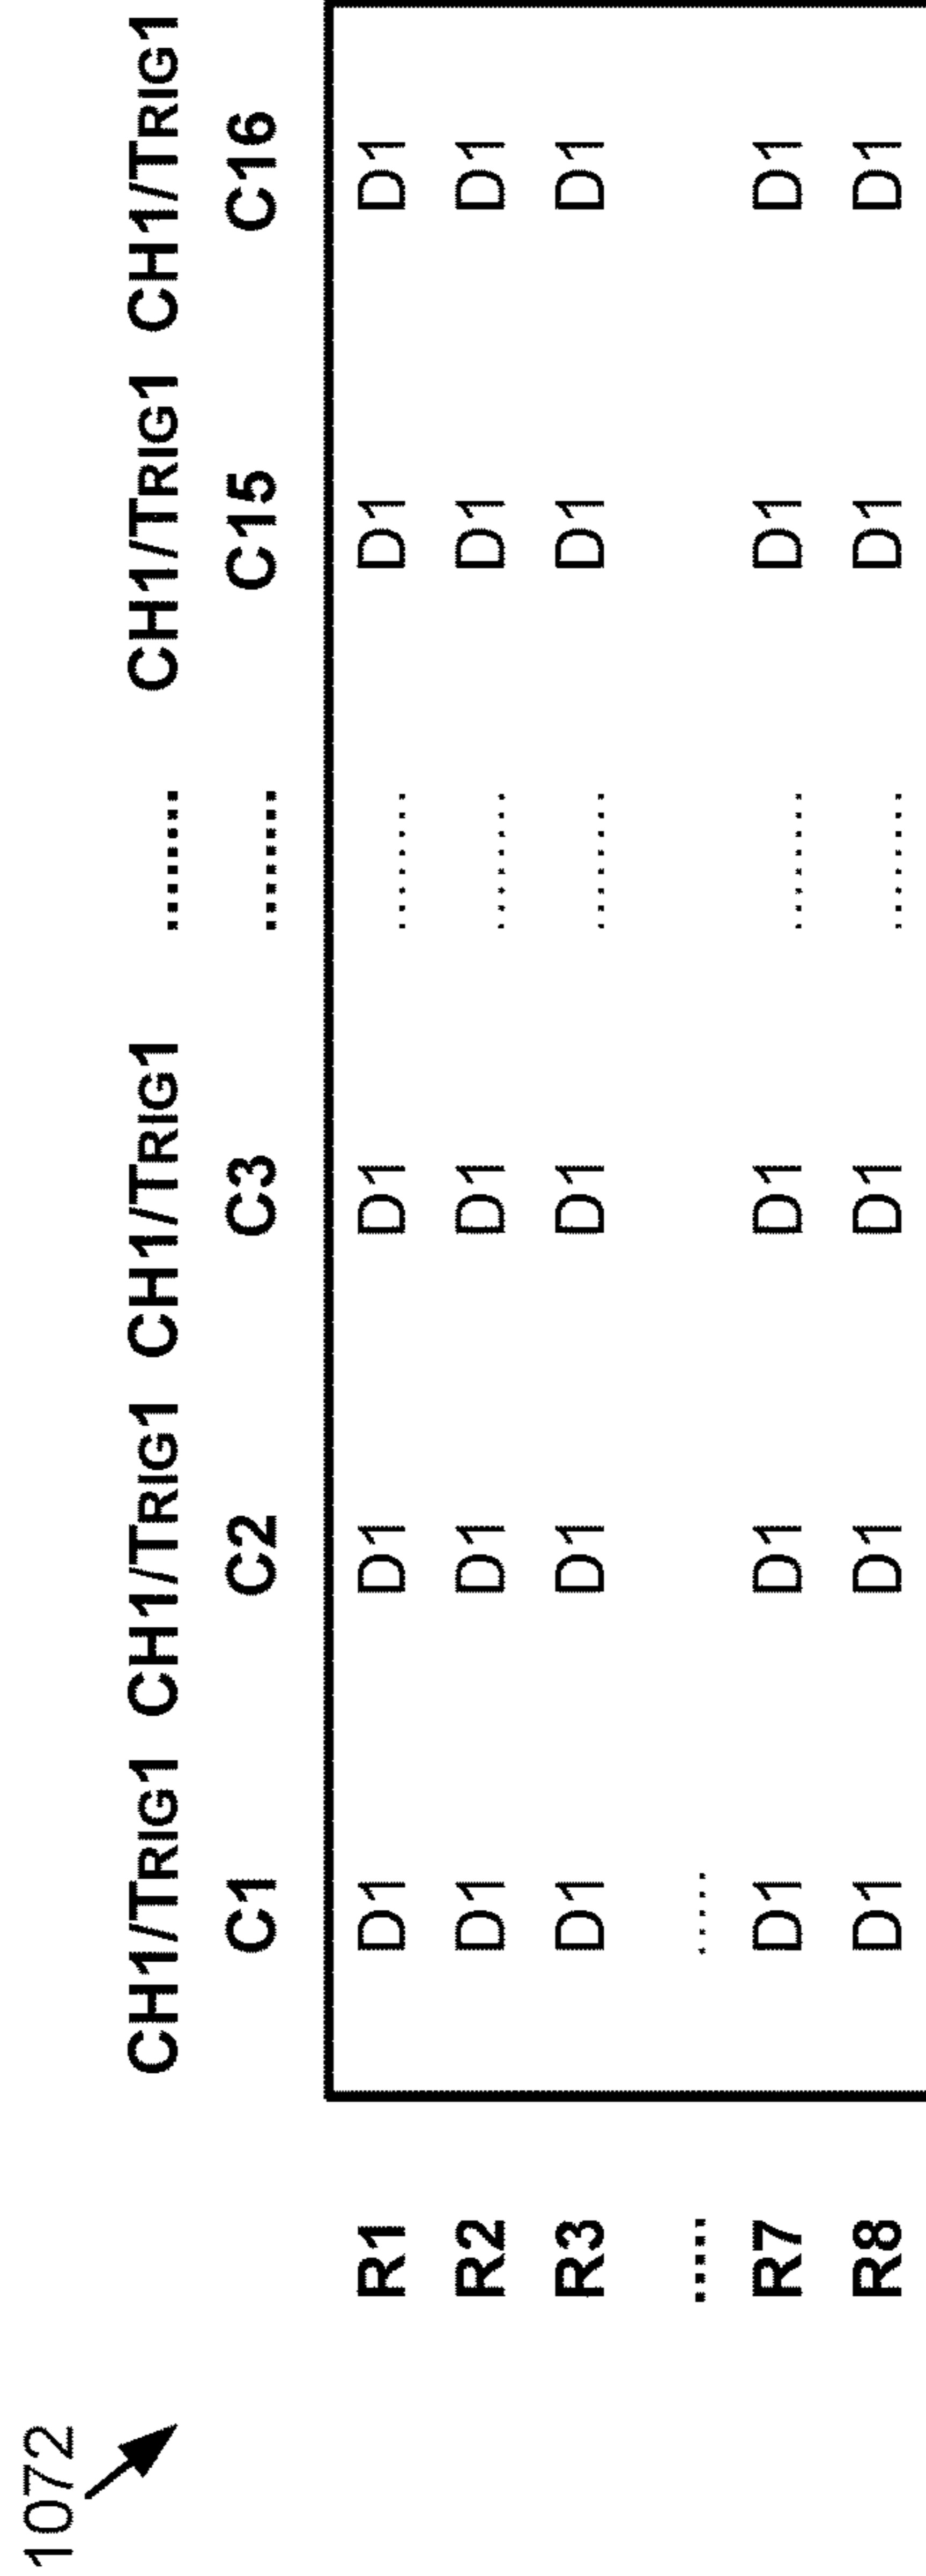 1072
CH1/TRIG1 CH1/TRIG1 CH1/TRIG1 ........ CH1/TRIG1 CH1/TRIG1
C1 C2 C3 ........ C15 C16
R1 D1 D1 D1 ........ D1 D1
R2 D1 D1 D1 ........ D1 D1
R3 D1 D1 D1 ........ D1 D1
..... .....
R7 D1 D1 D1 ........ D1 D1
R8 D1 D1 D1 ........ D1 D1